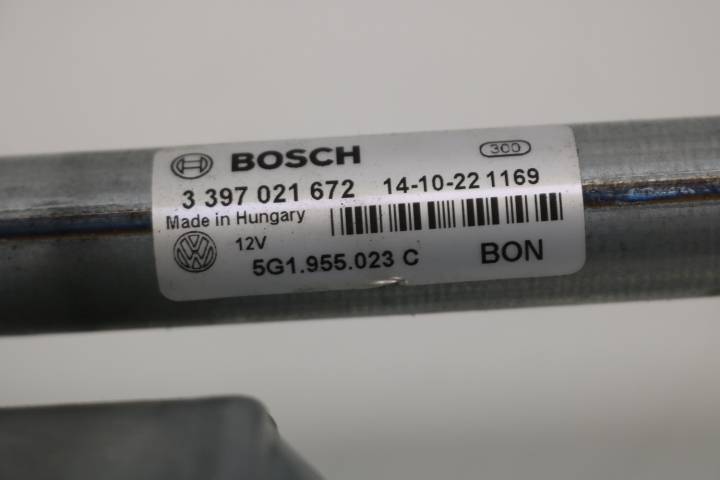 BOSCH 300
3 397 021 672 14-10-22 1169
Made in Hungary
12V
5G1.955.023 C BON